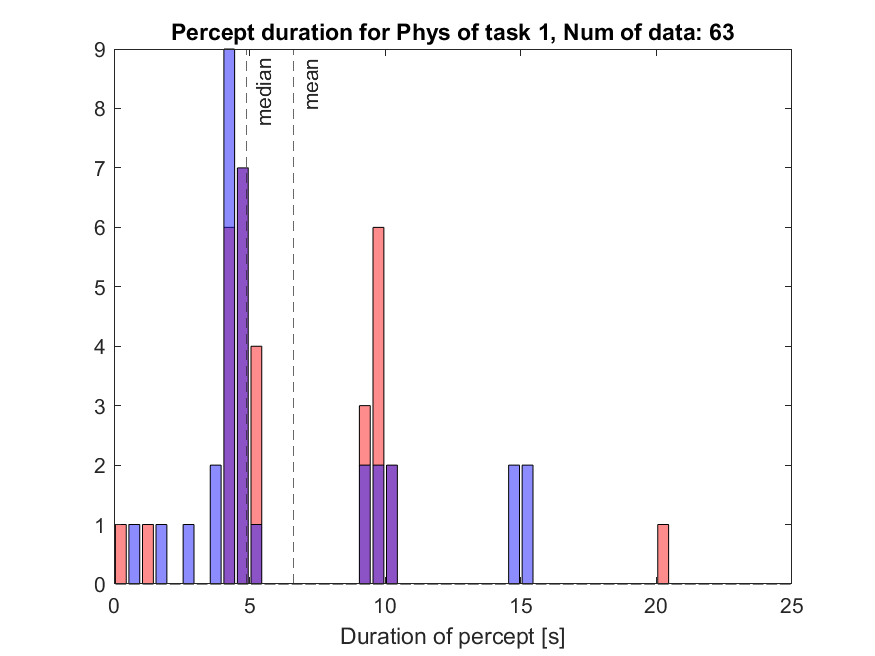 Percept duration for Phys of task 1, Num of data: 63
9
8
7
6
5
4
3
2
1
0
median
mean
0 5 10 15 20 25
Duration of percept [s]